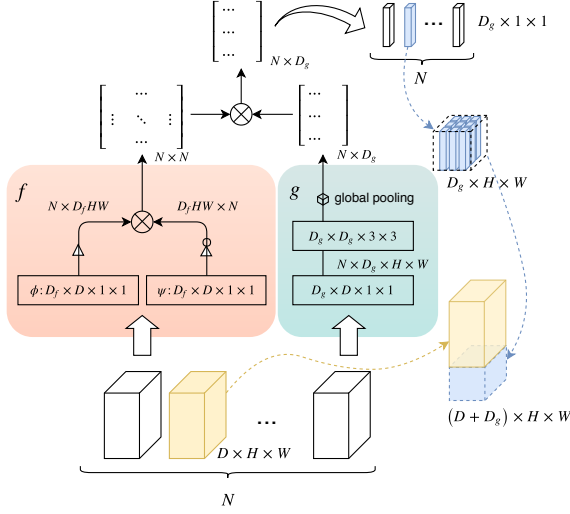 ...
...
...
N × D_g
...
D_g × 1 × 1
N
...
⋮ ⋱ ⋮
...
N × N
...
...
...
N × D_g
D_g × H × W
f
N × D_f HW
D_f HW × N
g
global pooling
D_g × D_g × 3 × 3
N × D_g × H × W
ϕ: D_f × D × 1 × 1
ψ: D_f × D × 1 × 1
D_g × D × 1 × 1
...
D × H × W
(D + D_g) × H × W
N